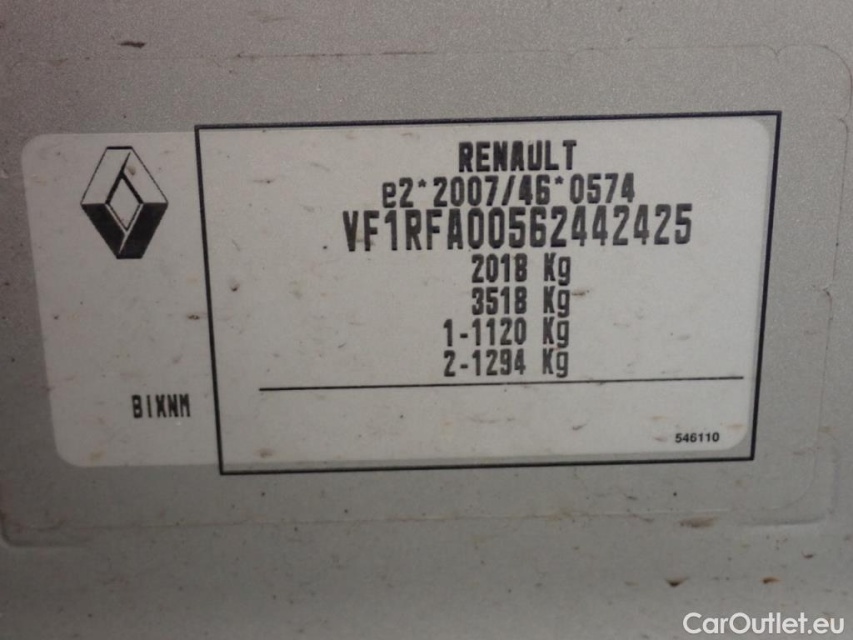 RENAULT
e2*2007/46*0574
VF1RFA00562442425
2018 Kg
3518 Kg
1-1120 Kg
2-1294 Kg
BIXNM
546110
CarOutlet.eu